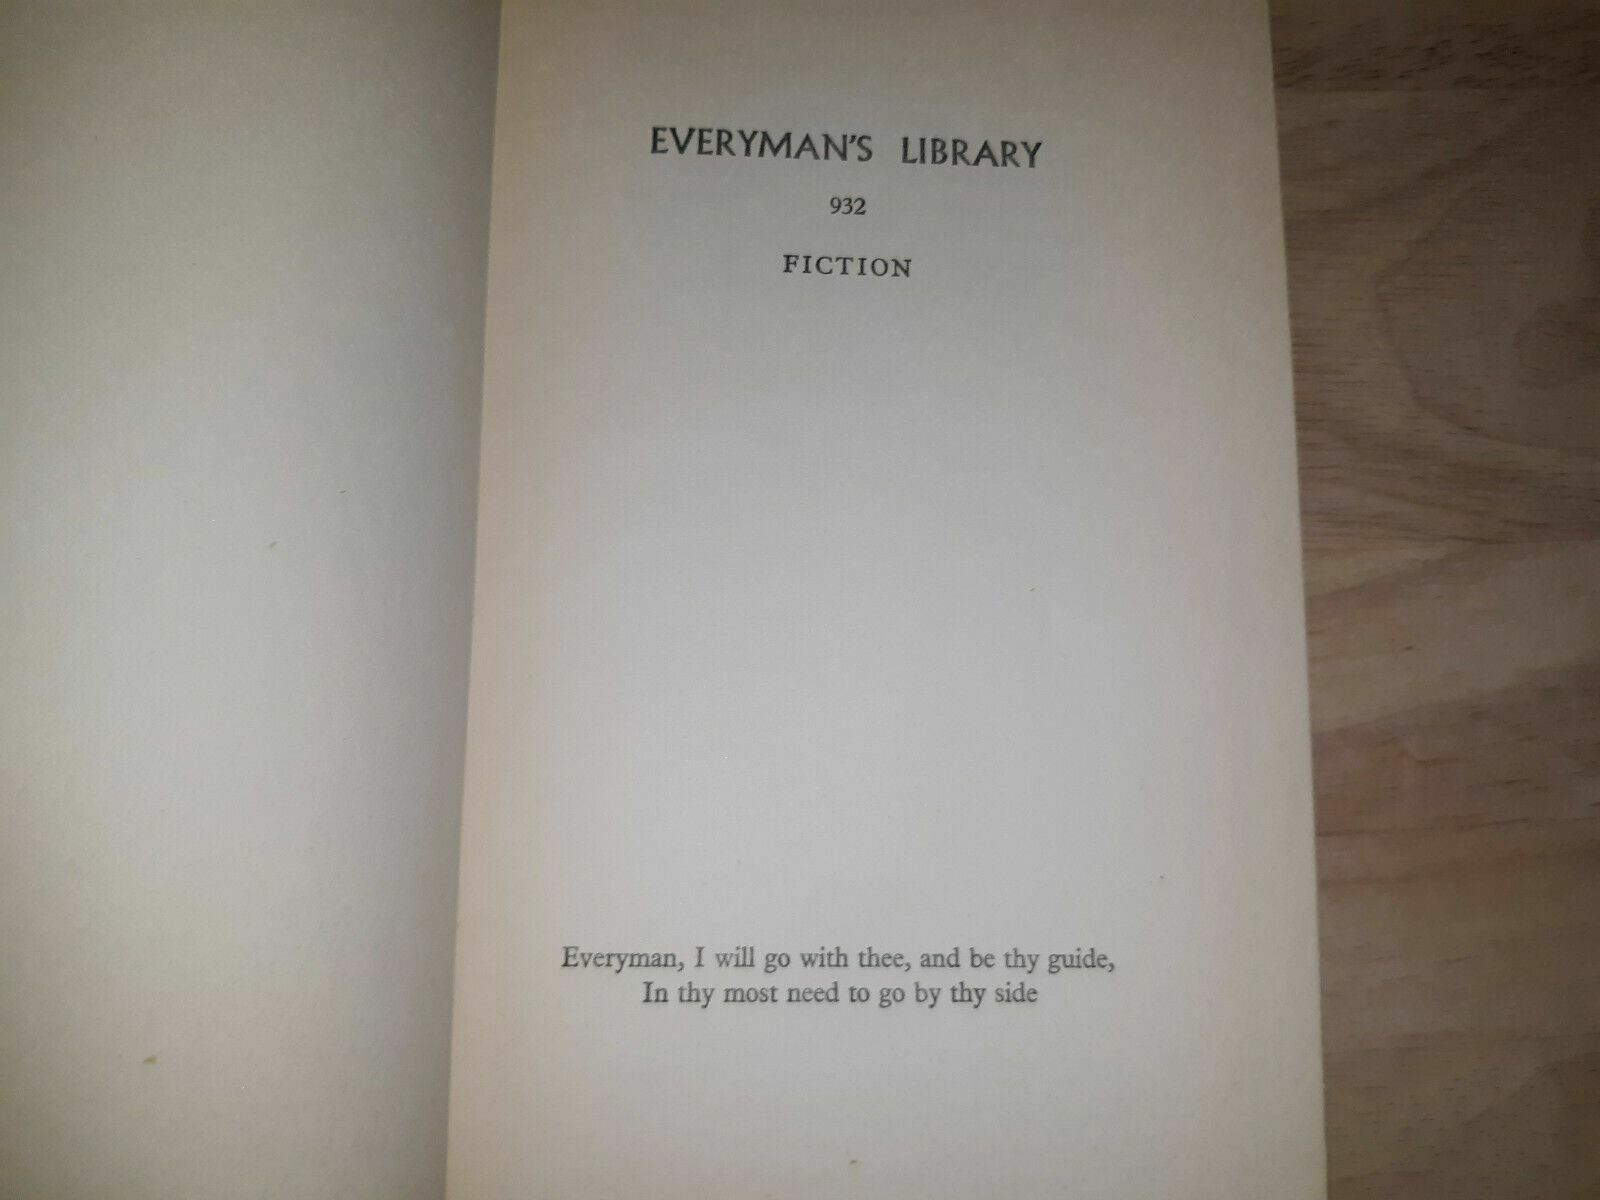 EVERYMAN'S LIBRARY
932
FICTION
Everyman, I will go with thee, and be thy guide,
In thy most need to go by thy side